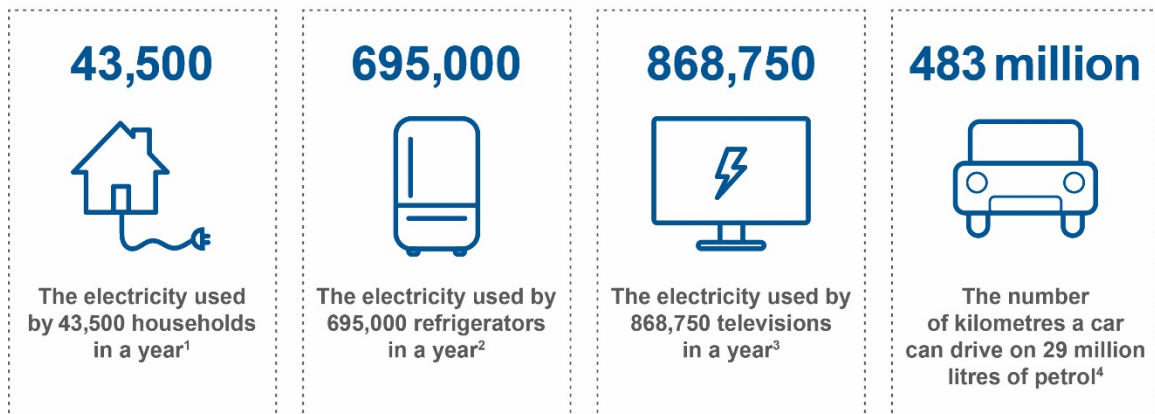 43,500
The electricity used
by 43,500 households
in a year¹
695,000
The electricity used by
695,000 refrigerators
in a year²
868,750
The electricity used by
868,750 televisions
in a year³
483 million
The number
of kilometres a car
can drive on 29 million
litres of petrol⁴